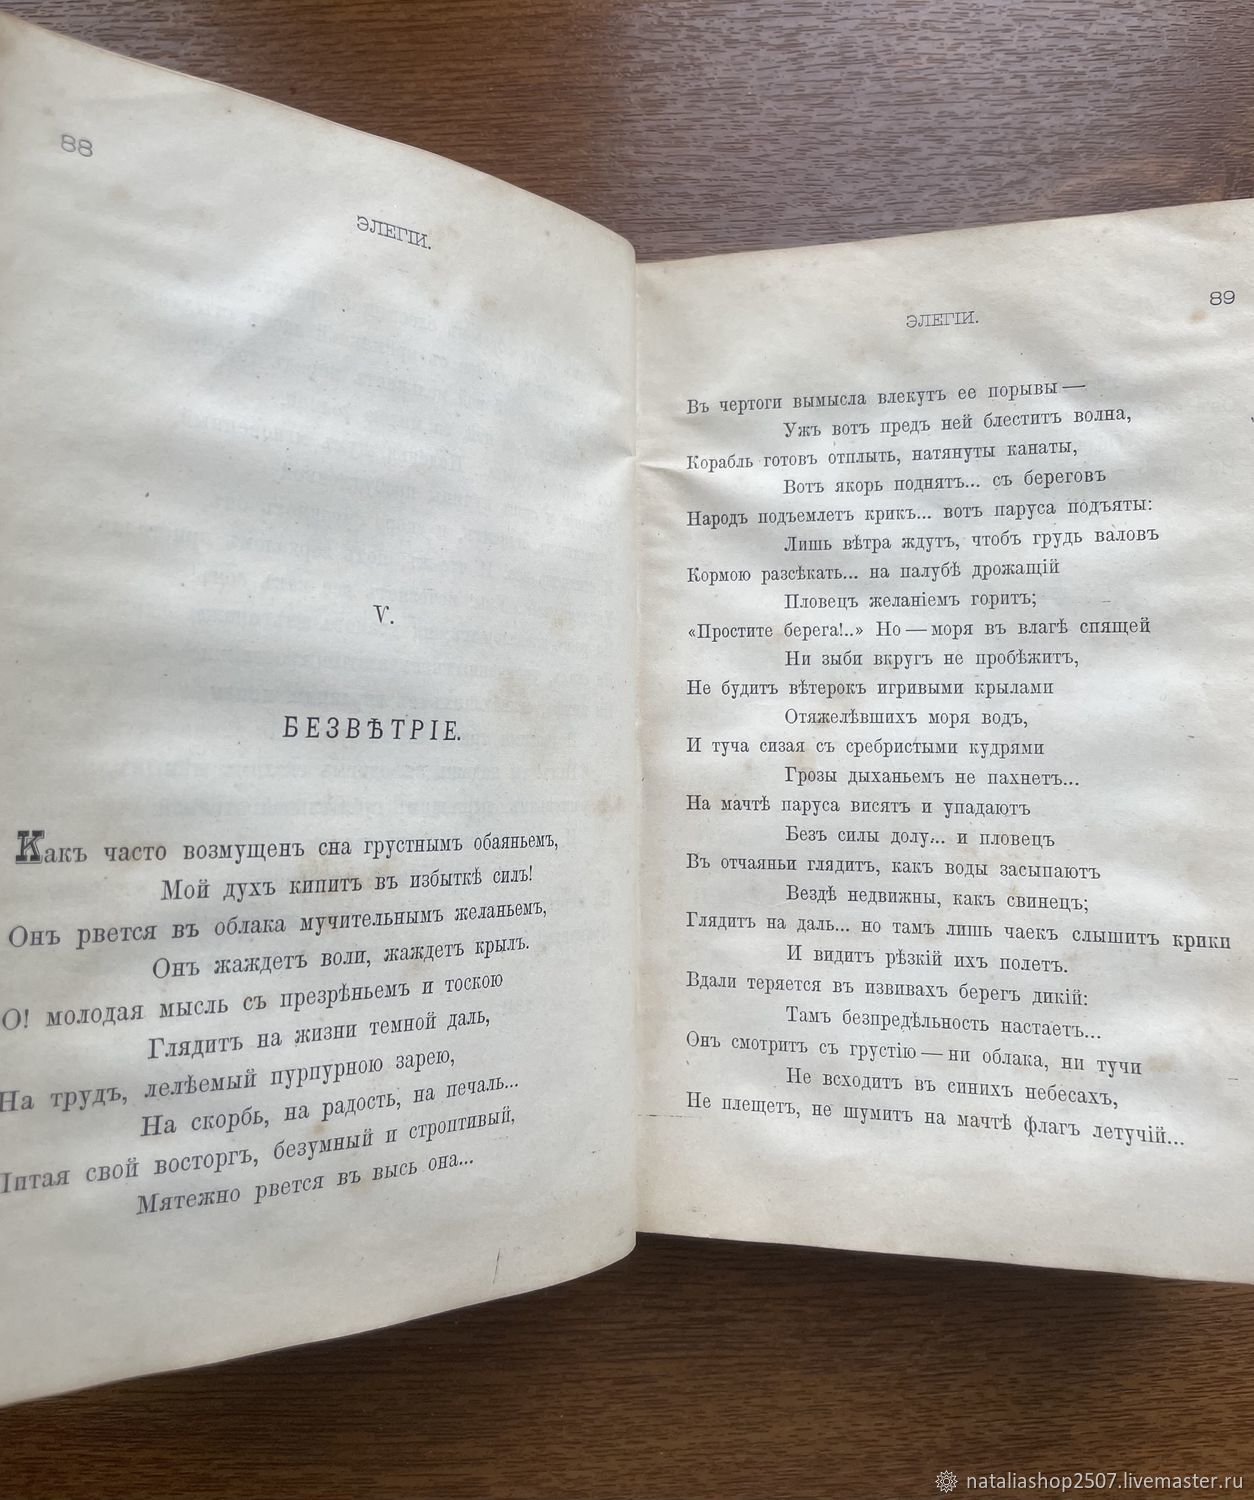 88
ЭЛЕГІИ.
V.
БЕЗВѢТРІЕ.
Какъ часто возмущенъ сна грустнымъ обаяньемъ,
Мой духъ кипитъ въ избыткѣ силъ!
Онъ рвется въ облака мучительнымъ желаньемъ,
Онъ жаждетъ воли, жаждетъ крылъ.
О! молодая мысль съ презрѣньемъ и тоскою
Глядитъ на жизни темной даль,
На трудъ, лелѣемый пурпурною зарею,
На скорбь, на радость, на печаль...
Питая свой восторгъ, безумный и строптивый,
Мятежно рвется въ высь она...
89
ЭЛЕГІИ.
Въ чертоги вымысла влекутъ ее порывы —
Ужъ вотъ предъ ней блеститъ волна,
Корабль готовъ отплыть, натянуты канаты,
Вотъ якорь поднятъ... съ береговъ
Народъ подъемлетъ крикъ... вотъ паруса подъяты:
Лишь вѣтра ждутъ, чтобъ грудь валовъ
Кормою разсѣкать... на палубѣ дрожащій
Пловецъ желаніемъ горитъ;
«Простите берега!..» Но — моря въ влагѣ спящей
Ни зыби вкругъ не пробѣжитъ,
Не будитъ вѣтерокъ игривыми крылами
Отяжелѣвшихъ моря водъ,
И туча сизая съ сребристыми кудрями
Грозы дыханьемъ не пахнетъ...
На мачтѣ паруса висятъ и упадаютъ
Безъ силы долу... и пловецъ
Въ отчаяньи глядитъ, какъ воды засыпаютъ
Вездѣ недвижны, какъ свинецъ;
Глядитъ на даль... но тамъ лишь чаекъ слышитъ крики
И видитъ рѣзкій ихъ полетъ.
Вдали теряется въ извивахъ берегъ дикій:
Тамъ безпредѣльность настаетъ...
Онъ смотритъ съ грустію — ни облака, ни тучи
Не всходитъ въ синихъ небесахъ,
Не плещетъ, не шумитъ на мачтѣ флагъ летучій...
nataliashop2507.livemaster.ru